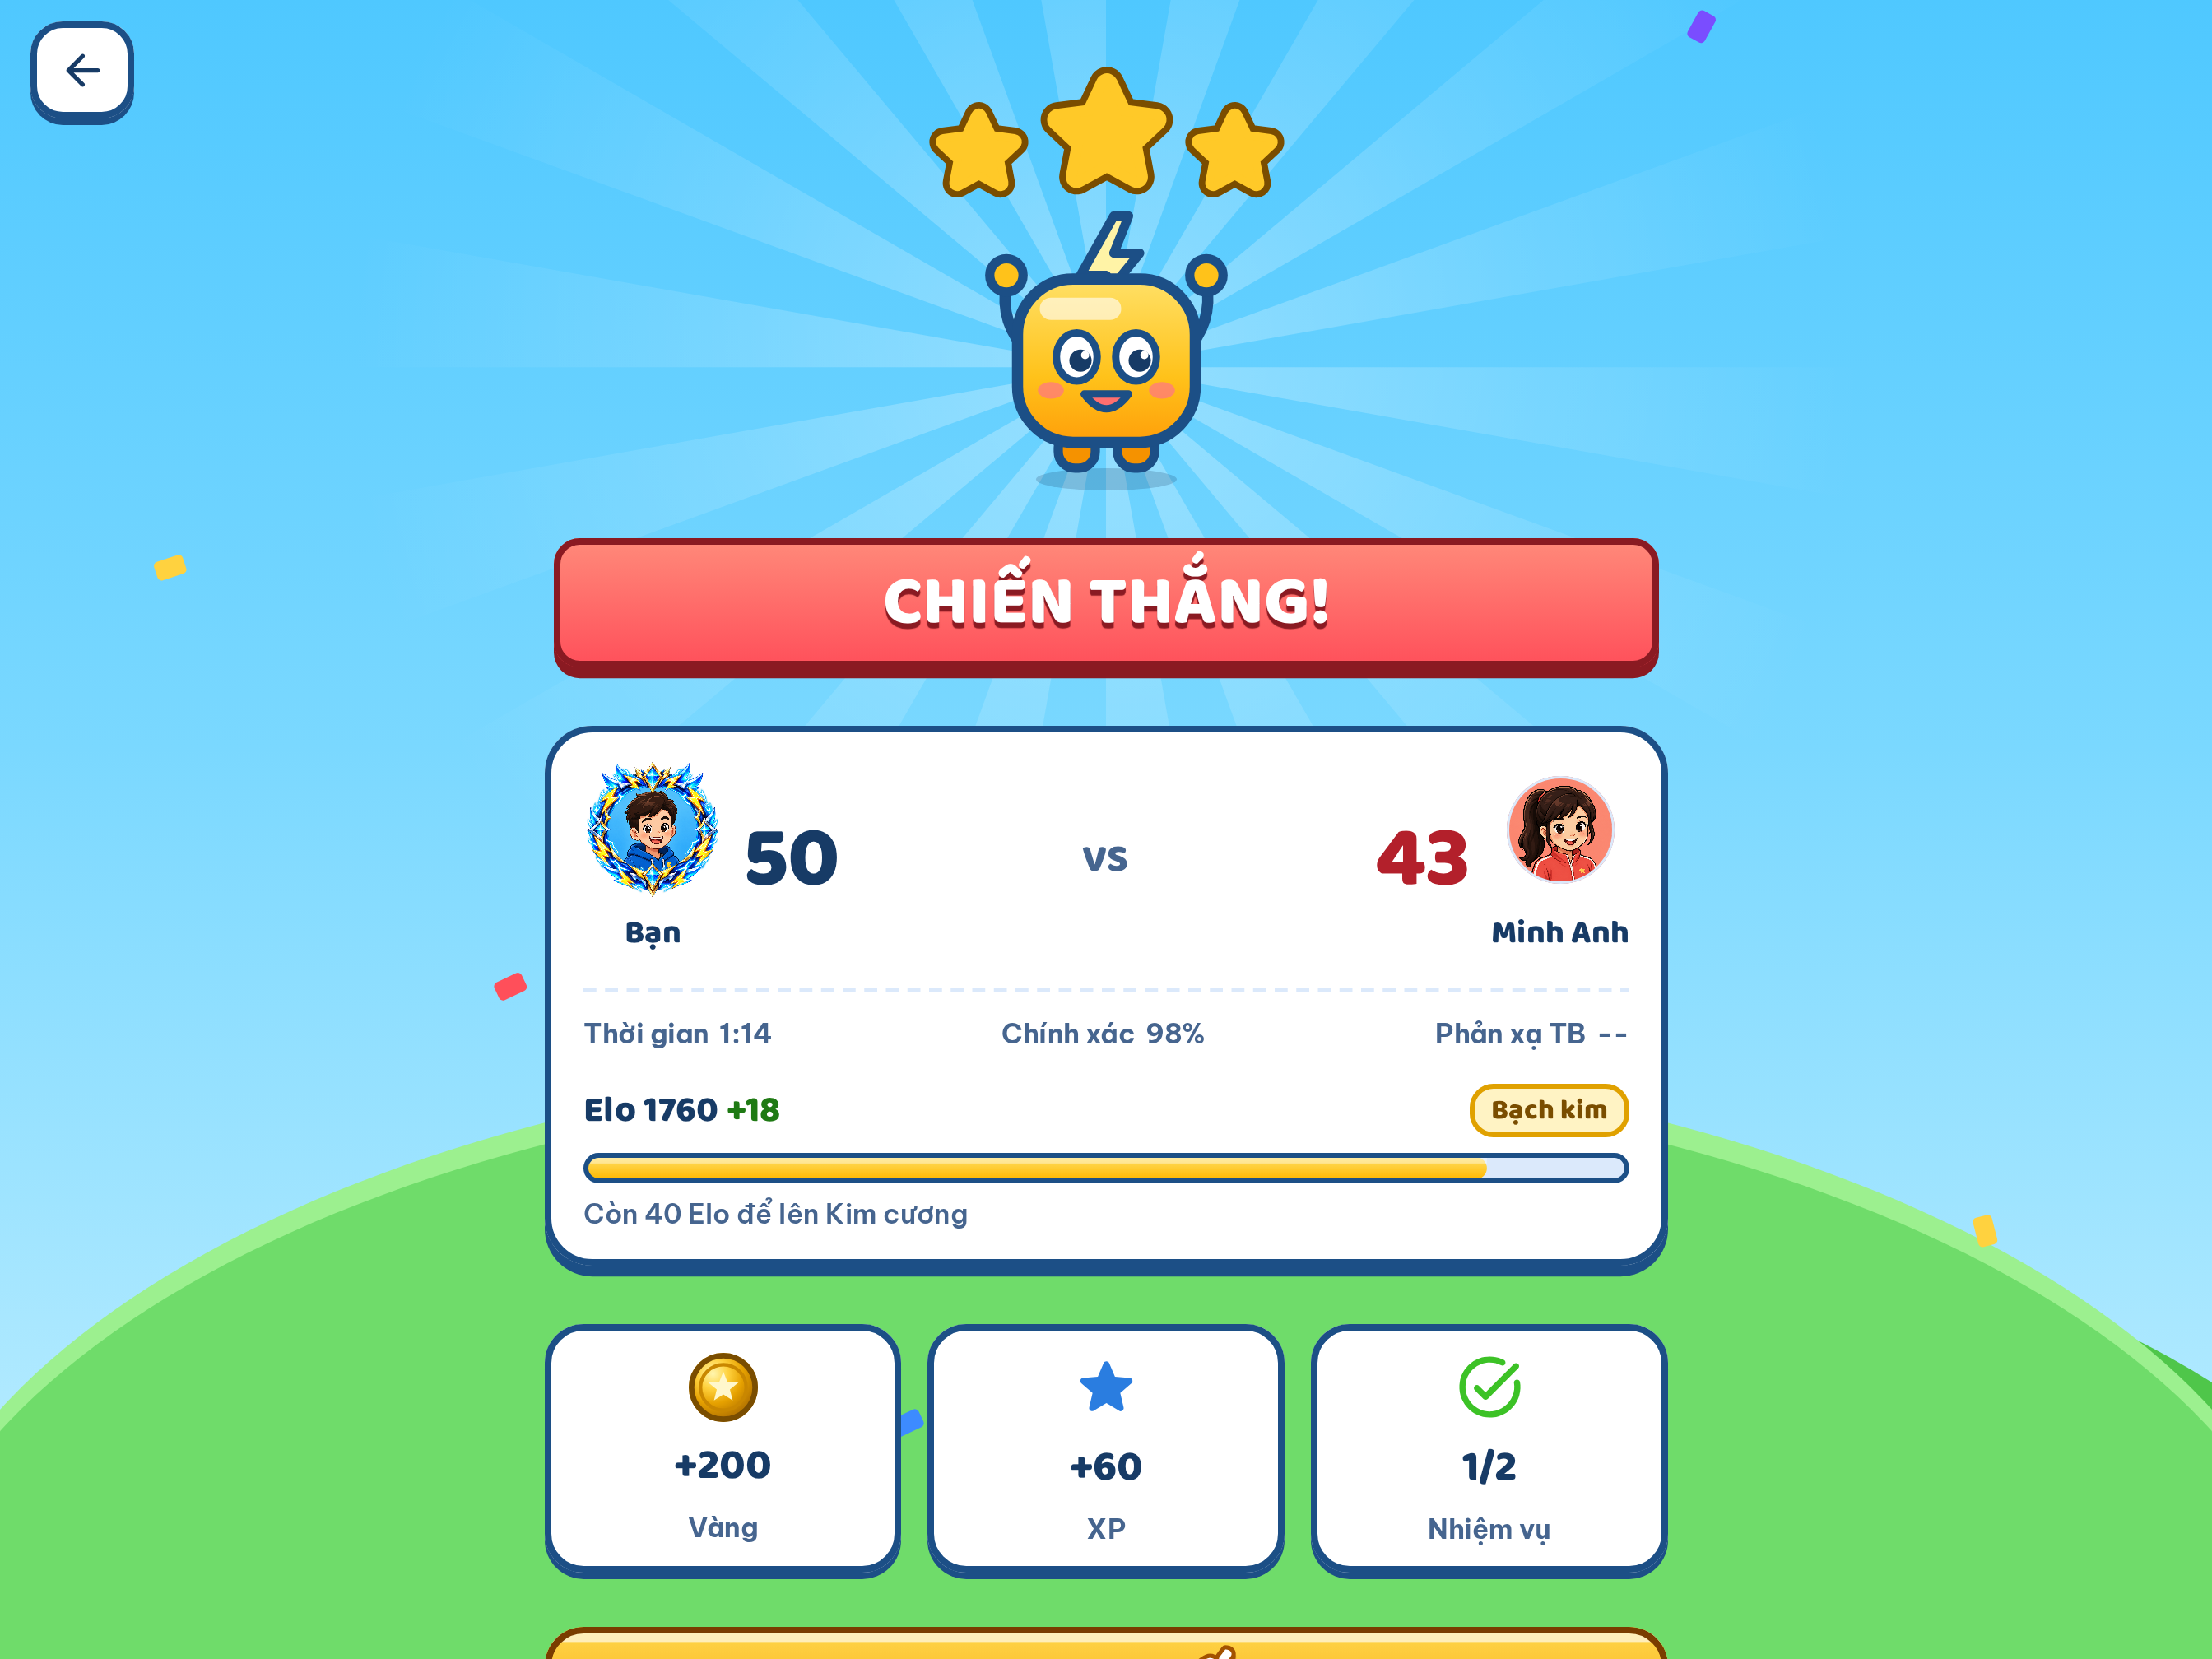 CHIẾN THẮNG!
50 vs 43
Bạn Minh Anh
Thời gian 1:14 Chính xác 98% Phản xạ TB --
Elo 1760 +18 Bạch kim
Còn 40 Elo để lên Kim cương
+200 +60 1/2
Vàng XP Nhiệm vụ